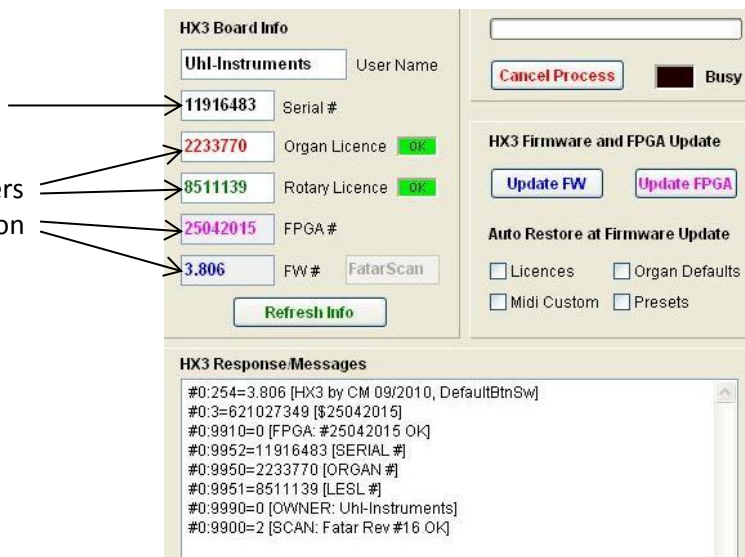 HX3 Board Info
Uhl-Instruments User Name
11916483 Serial #
2233770 Organ Licence OK
8511139 Rotary Licence OK
25042015 FPGA #
3.806 FW # FatarScan
Refresh Info
ers
on
Cancel Process Busy
HX3 Firmware and FPGA Update
Update FW Update FPGA
Auto Restore at Firmware Update
Licences Organ Defaults
Midi Custom Presets
HX3 Response/Messages
#0:254=3.806 [HX3 by CM 09/2010, DefaultBtnSw]
#0:3=621027349 [$25042015]
#0:9910=0 [FPGA: #25042015 OK]
#0:9952=11916483 [SERIAL #]
#0:9950=2233770 [ORGAN #]
#0:9951=8511139 [LESL #]
#0:9990=0 [OWNER: Uhl-Instruments]
#0:9900=2 [SCAN: Fatar Rev #16 OK]